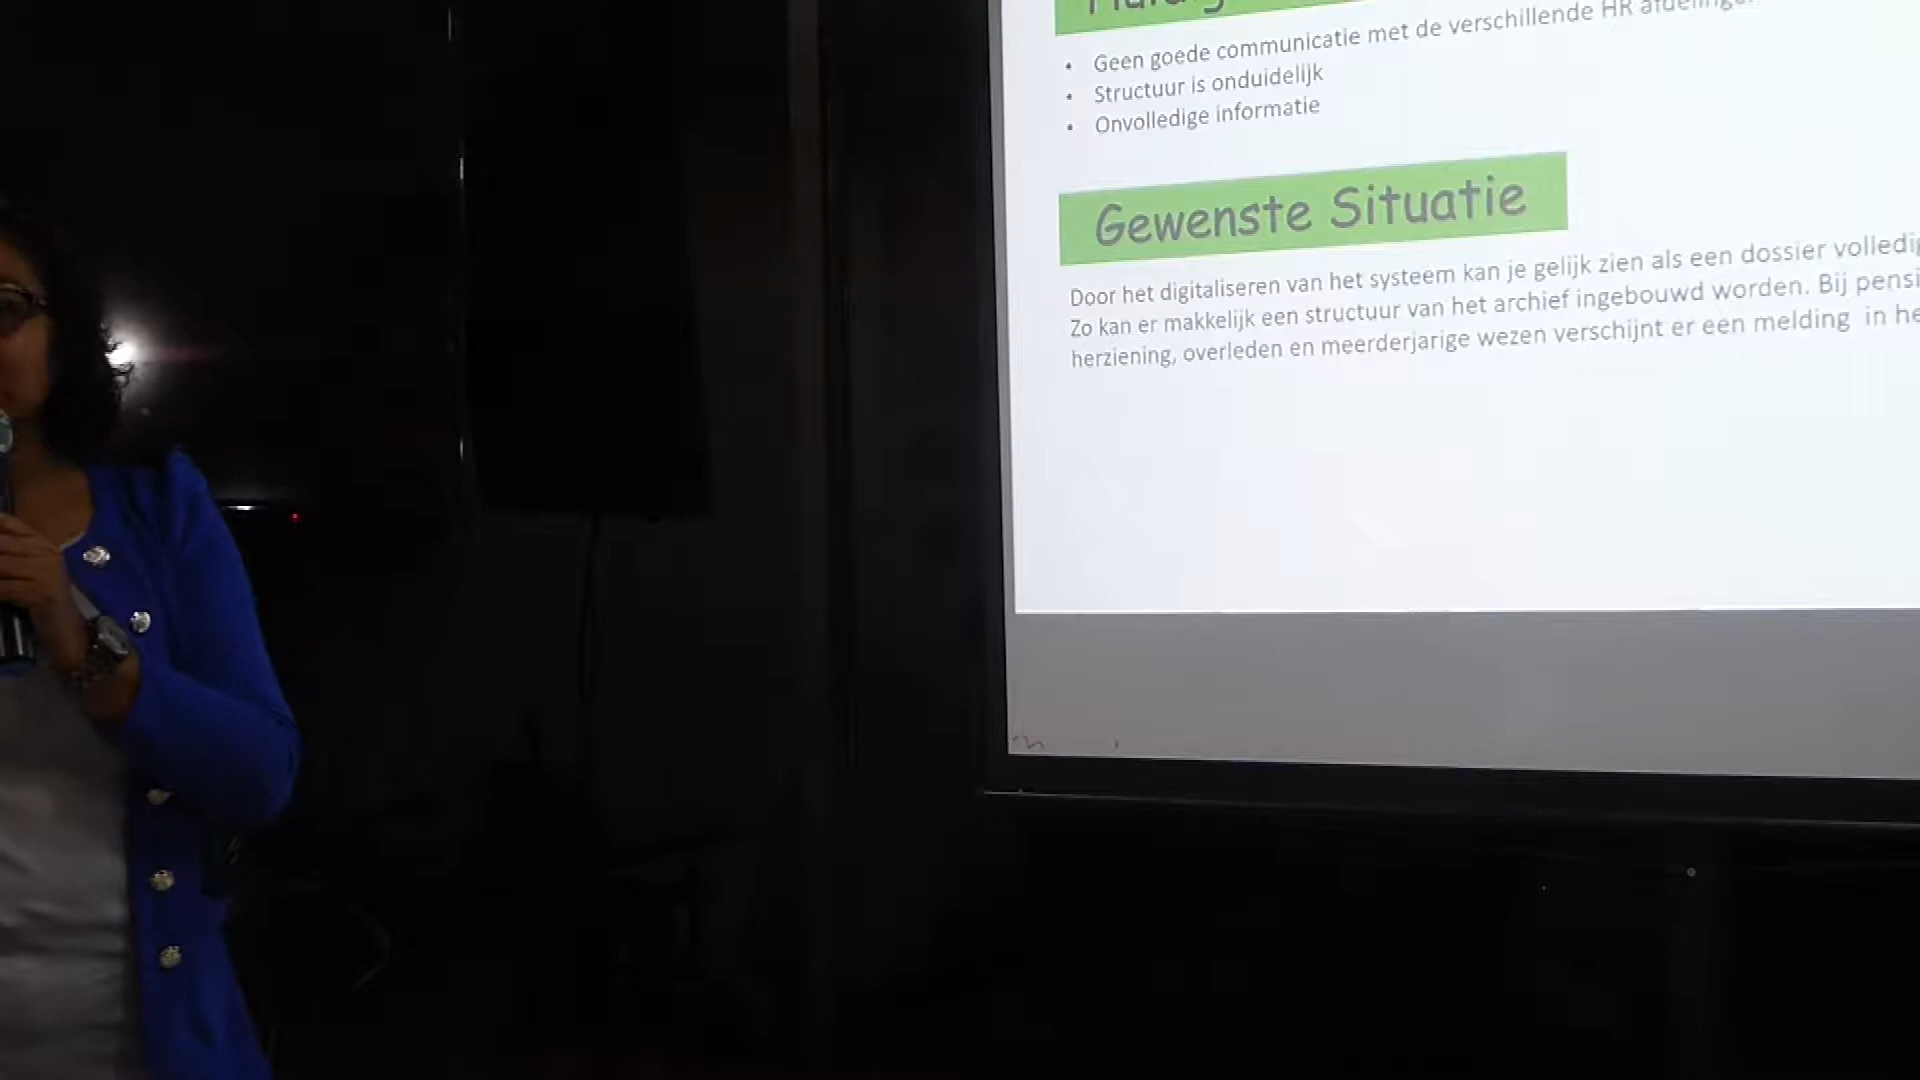 • Geen goede communicatie met de verschillende HR
• Structuur is onduidelijk
• Onvolledige informatie
Gewenste Situatie
Door het digitaliseren van het systeem kan je gelijk zien als een dossier
Zo kan er makkelijk een structuur van het archief ingebouwd worden. Bij
herziening, overleden en meerderjarige wezen verschijnt er een melding in